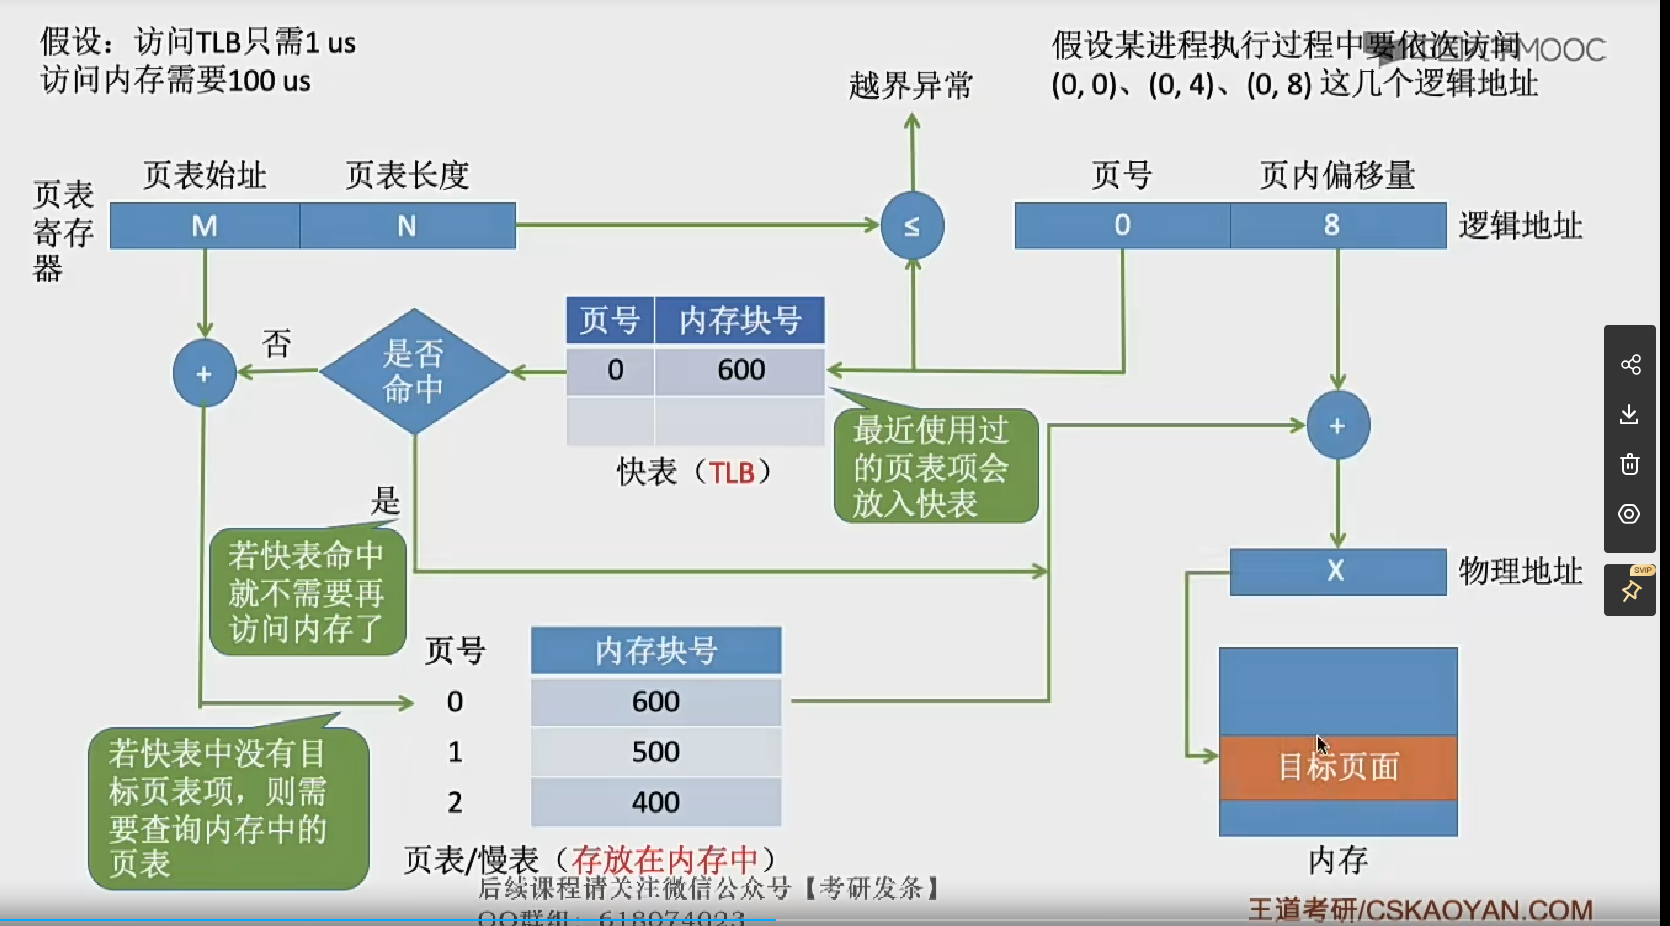 假设：访问TLB只需1 us
访问内存需要100 us
假设某进程执行过程中要依次访问
MOOC
(0, 0)、(0, 4)、(0, 8) 这几个逻辑地址
越界异常
页表始址
页表长度
页号
页内偏移量
页表
寄存
器
M
N
≤
0
8
逻辑地址
页号
内存块号
0
600
快表（TLB）
是否
命中
否
+
是
最近使用过
的页表项会
放入快表
+
若快表命中
就不需要再
访问内存了
X
物理地址
SVIP
页号
内存块号
0
600
1
500
2
400
页表/慢表（存放在内存中）
若快表中没有目
标页表项，则需
要查询内存中的
页表
目标页面
内存
后续课程请关注微信公众号【考研发条】
QQ群组：618074023
王道考研/CSKAOYAN.COM